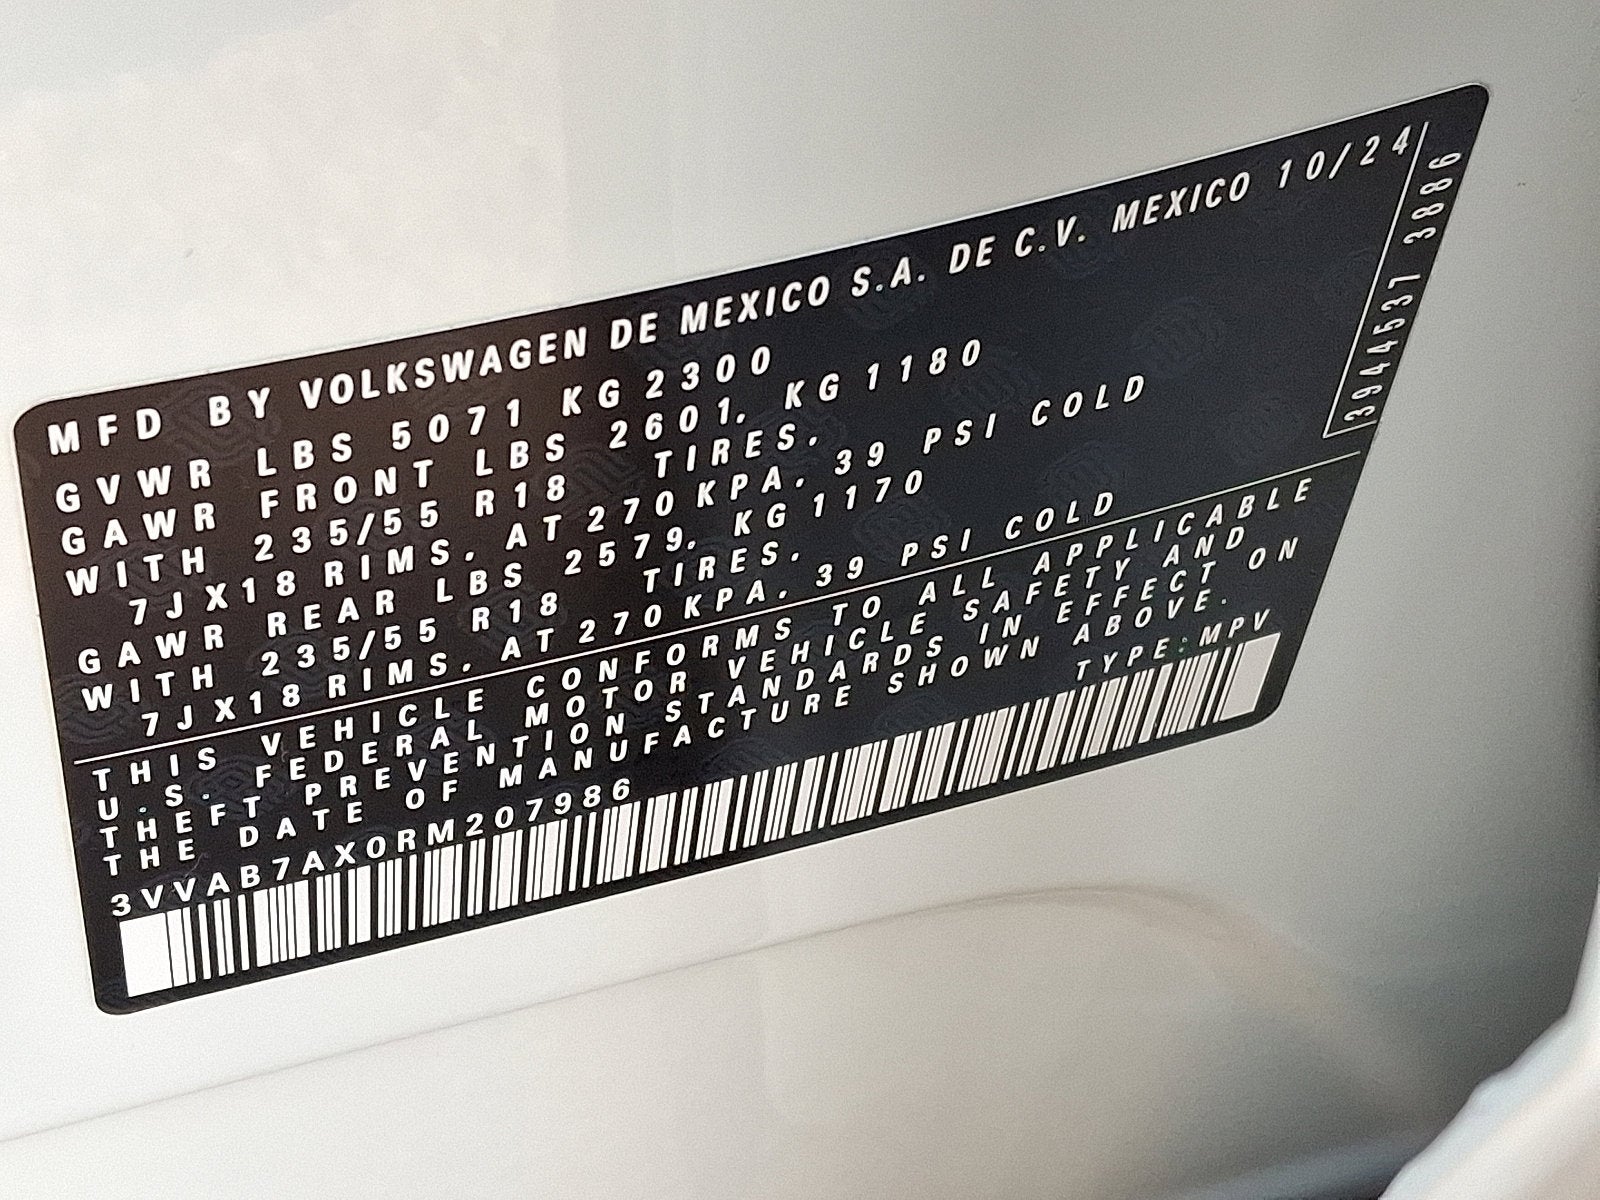 MFD BY VOLKSWAGEN DE MEXICO S.A. DE C.V. MEXICO 10/24
GVWR LBS 5071 KG 2300
GAWR FRONT LBS 2601. KG 1180
WITH 235/55 R18 TIRES.
7JX18 RIMS. AT 270 KPA. 39 PSI COLD
GAWR REAR LBS 2579. KG 1170
WITH 235/55 R18 TIRES.
7JX18 RIMS. AT 270 KPA. 39 PSI COLD
THIS VEHICLE CONFORMS TO ALL APPLICABLE
U.S. FEDERAL MOTOR VEHICLE SAFETY AND
THEFT PREVENTION STANDARDS IN EFFECT ON
THE DATE OF MANUFACTURE SHOWN ABOVE.
3VVAB7AX0RM207986 TYPE:MPV
3944537 3886